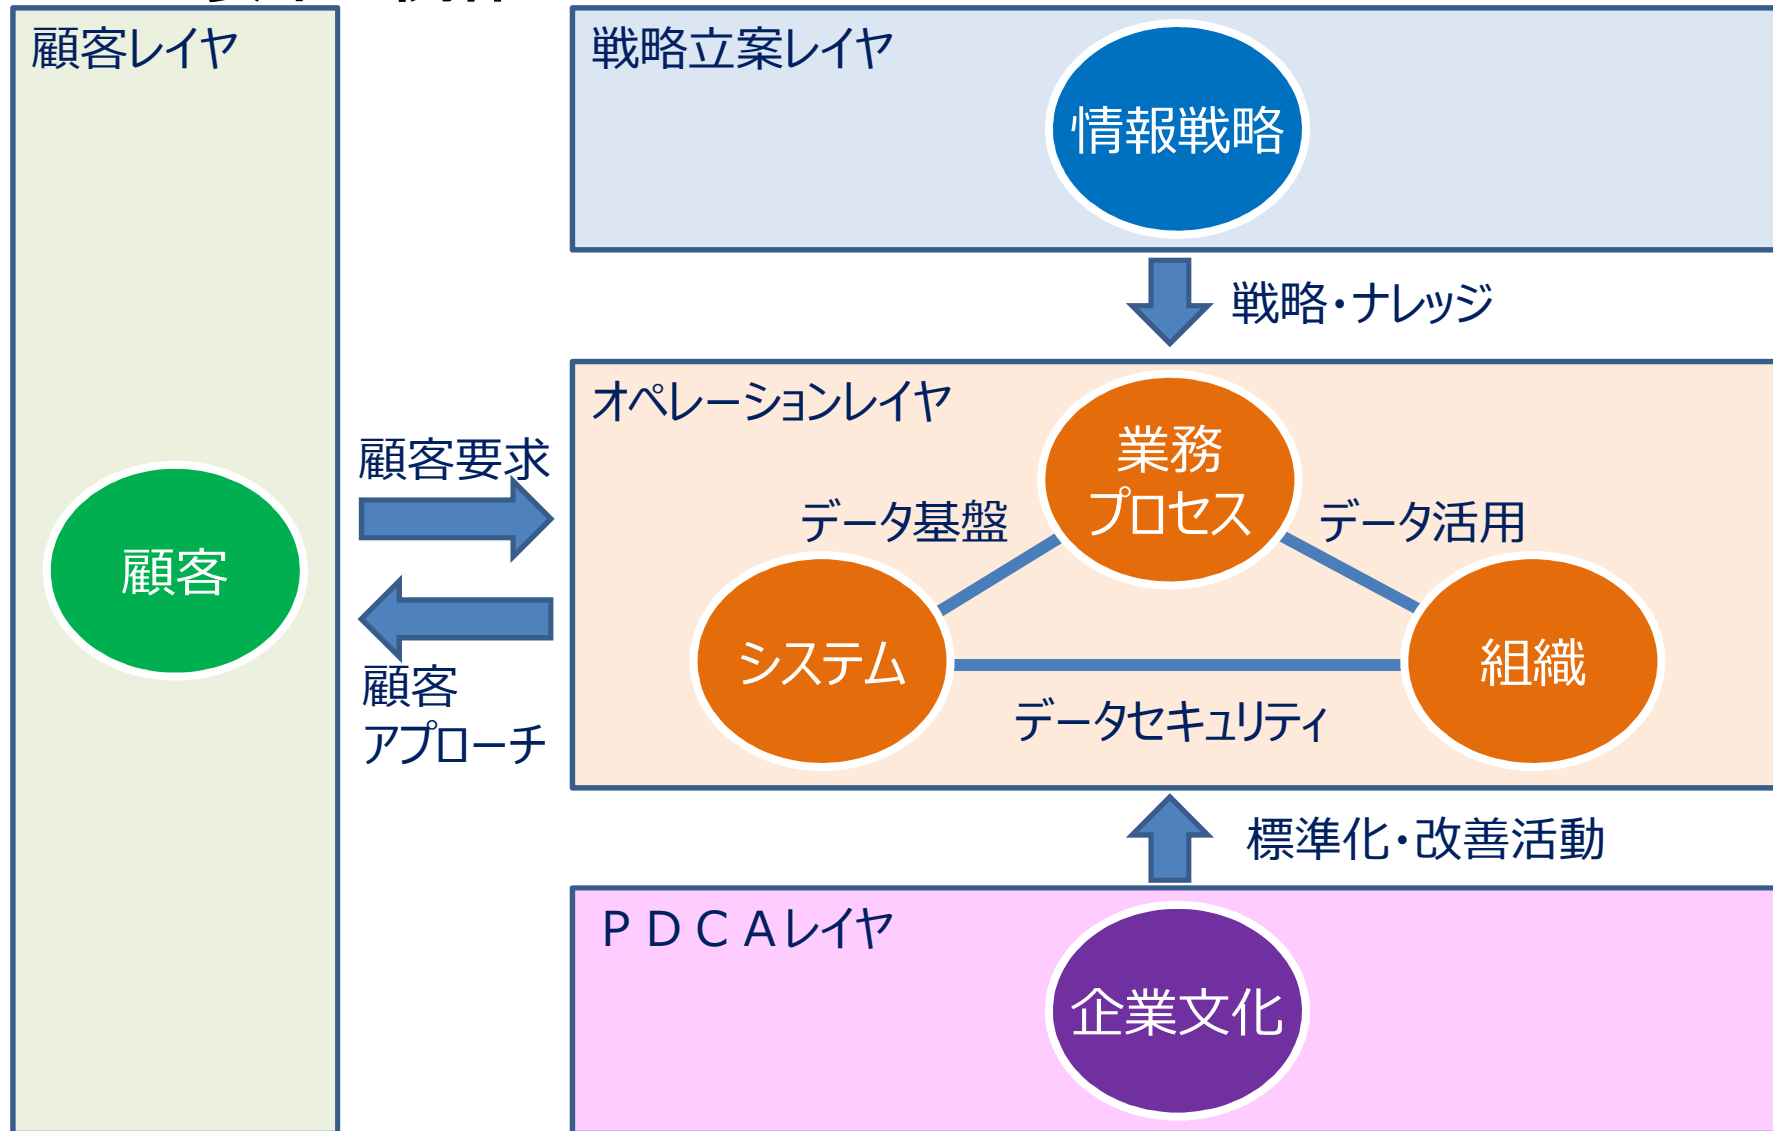 顧客レイヤ
顧客
顧客要求
顧客
アプローチ
戦略立案レイヤ
情報戦略
戦略・ナレッジ
オペレーションレイヤ
業務
プロセス
データ基盤
データ活用
システム
組織
データセキュリティ
標準化・改善活動
ＰＤＣＡレイヤ
企業文化